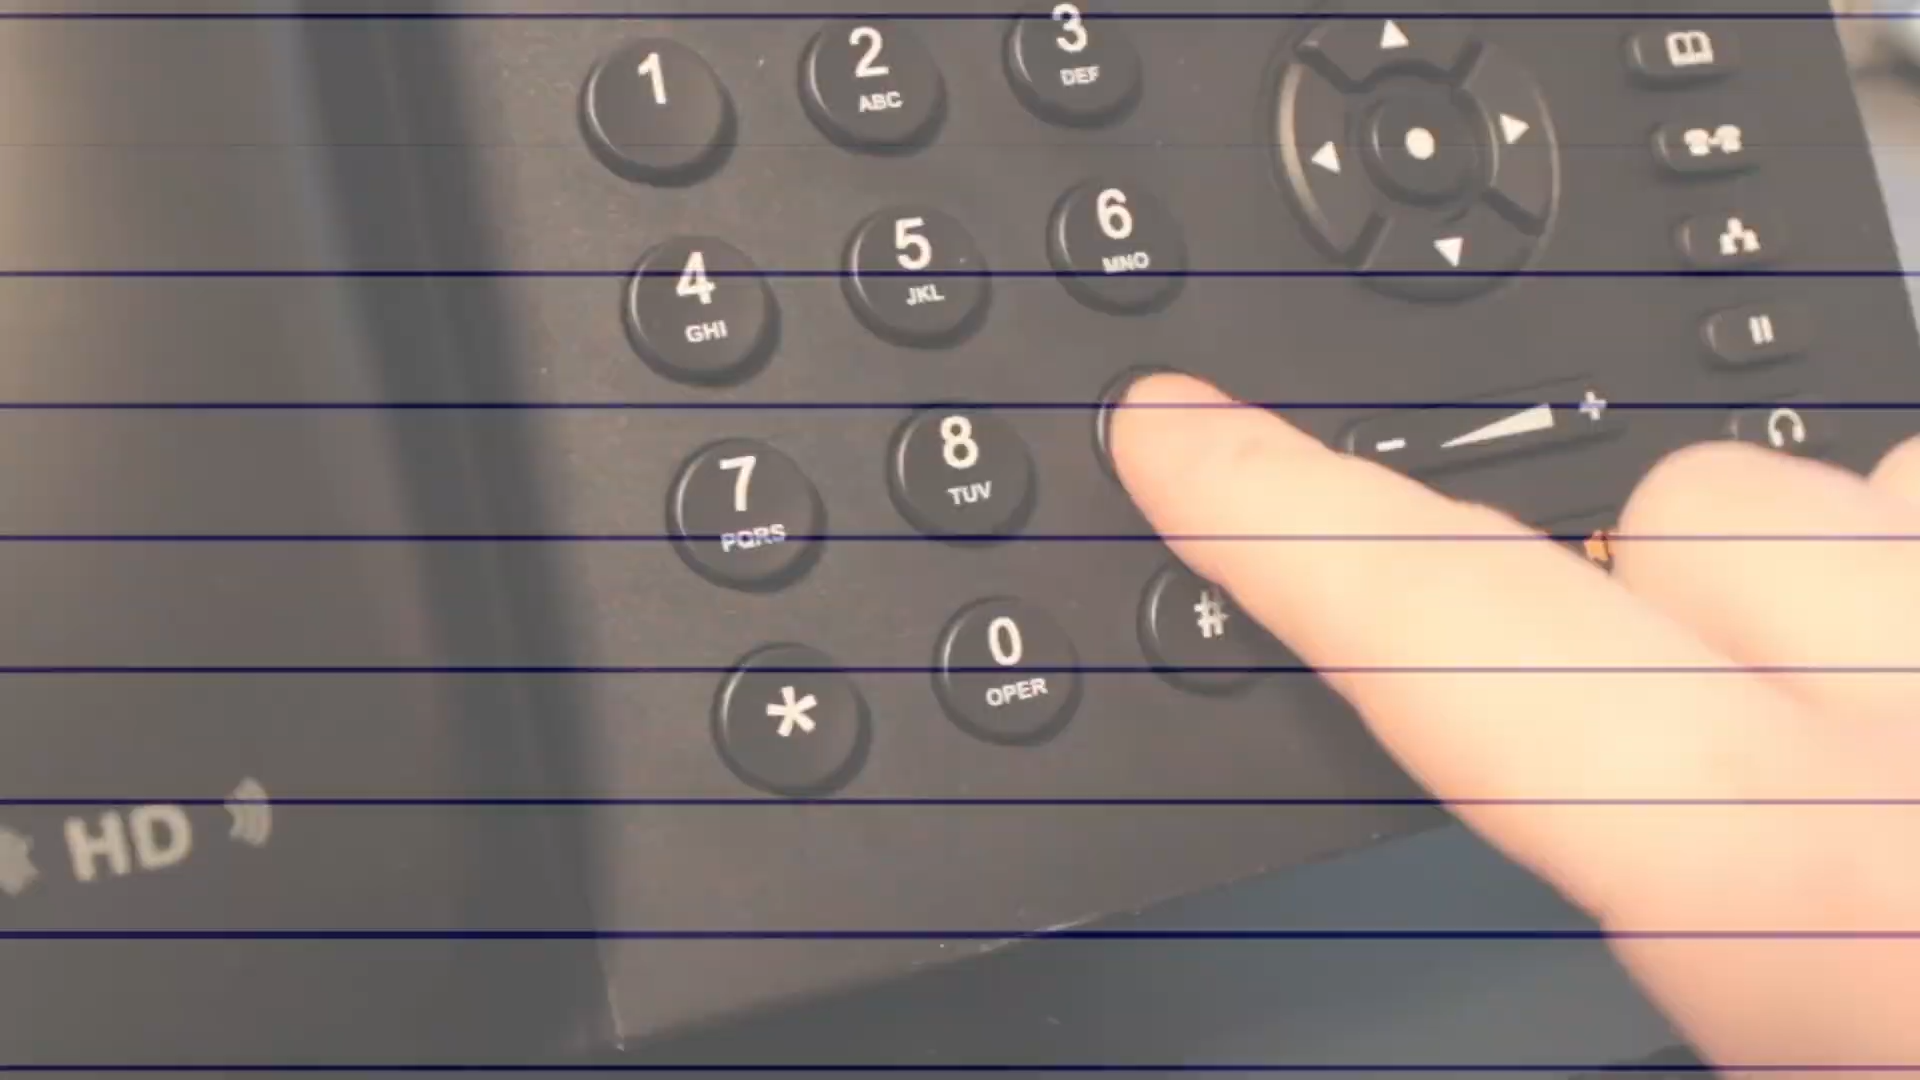 1 2 ABC 3 DEF
4 GHI 5 JKL 6 MNO
7 PQRS 8 TUV
* 0 OPER #
- +
HD